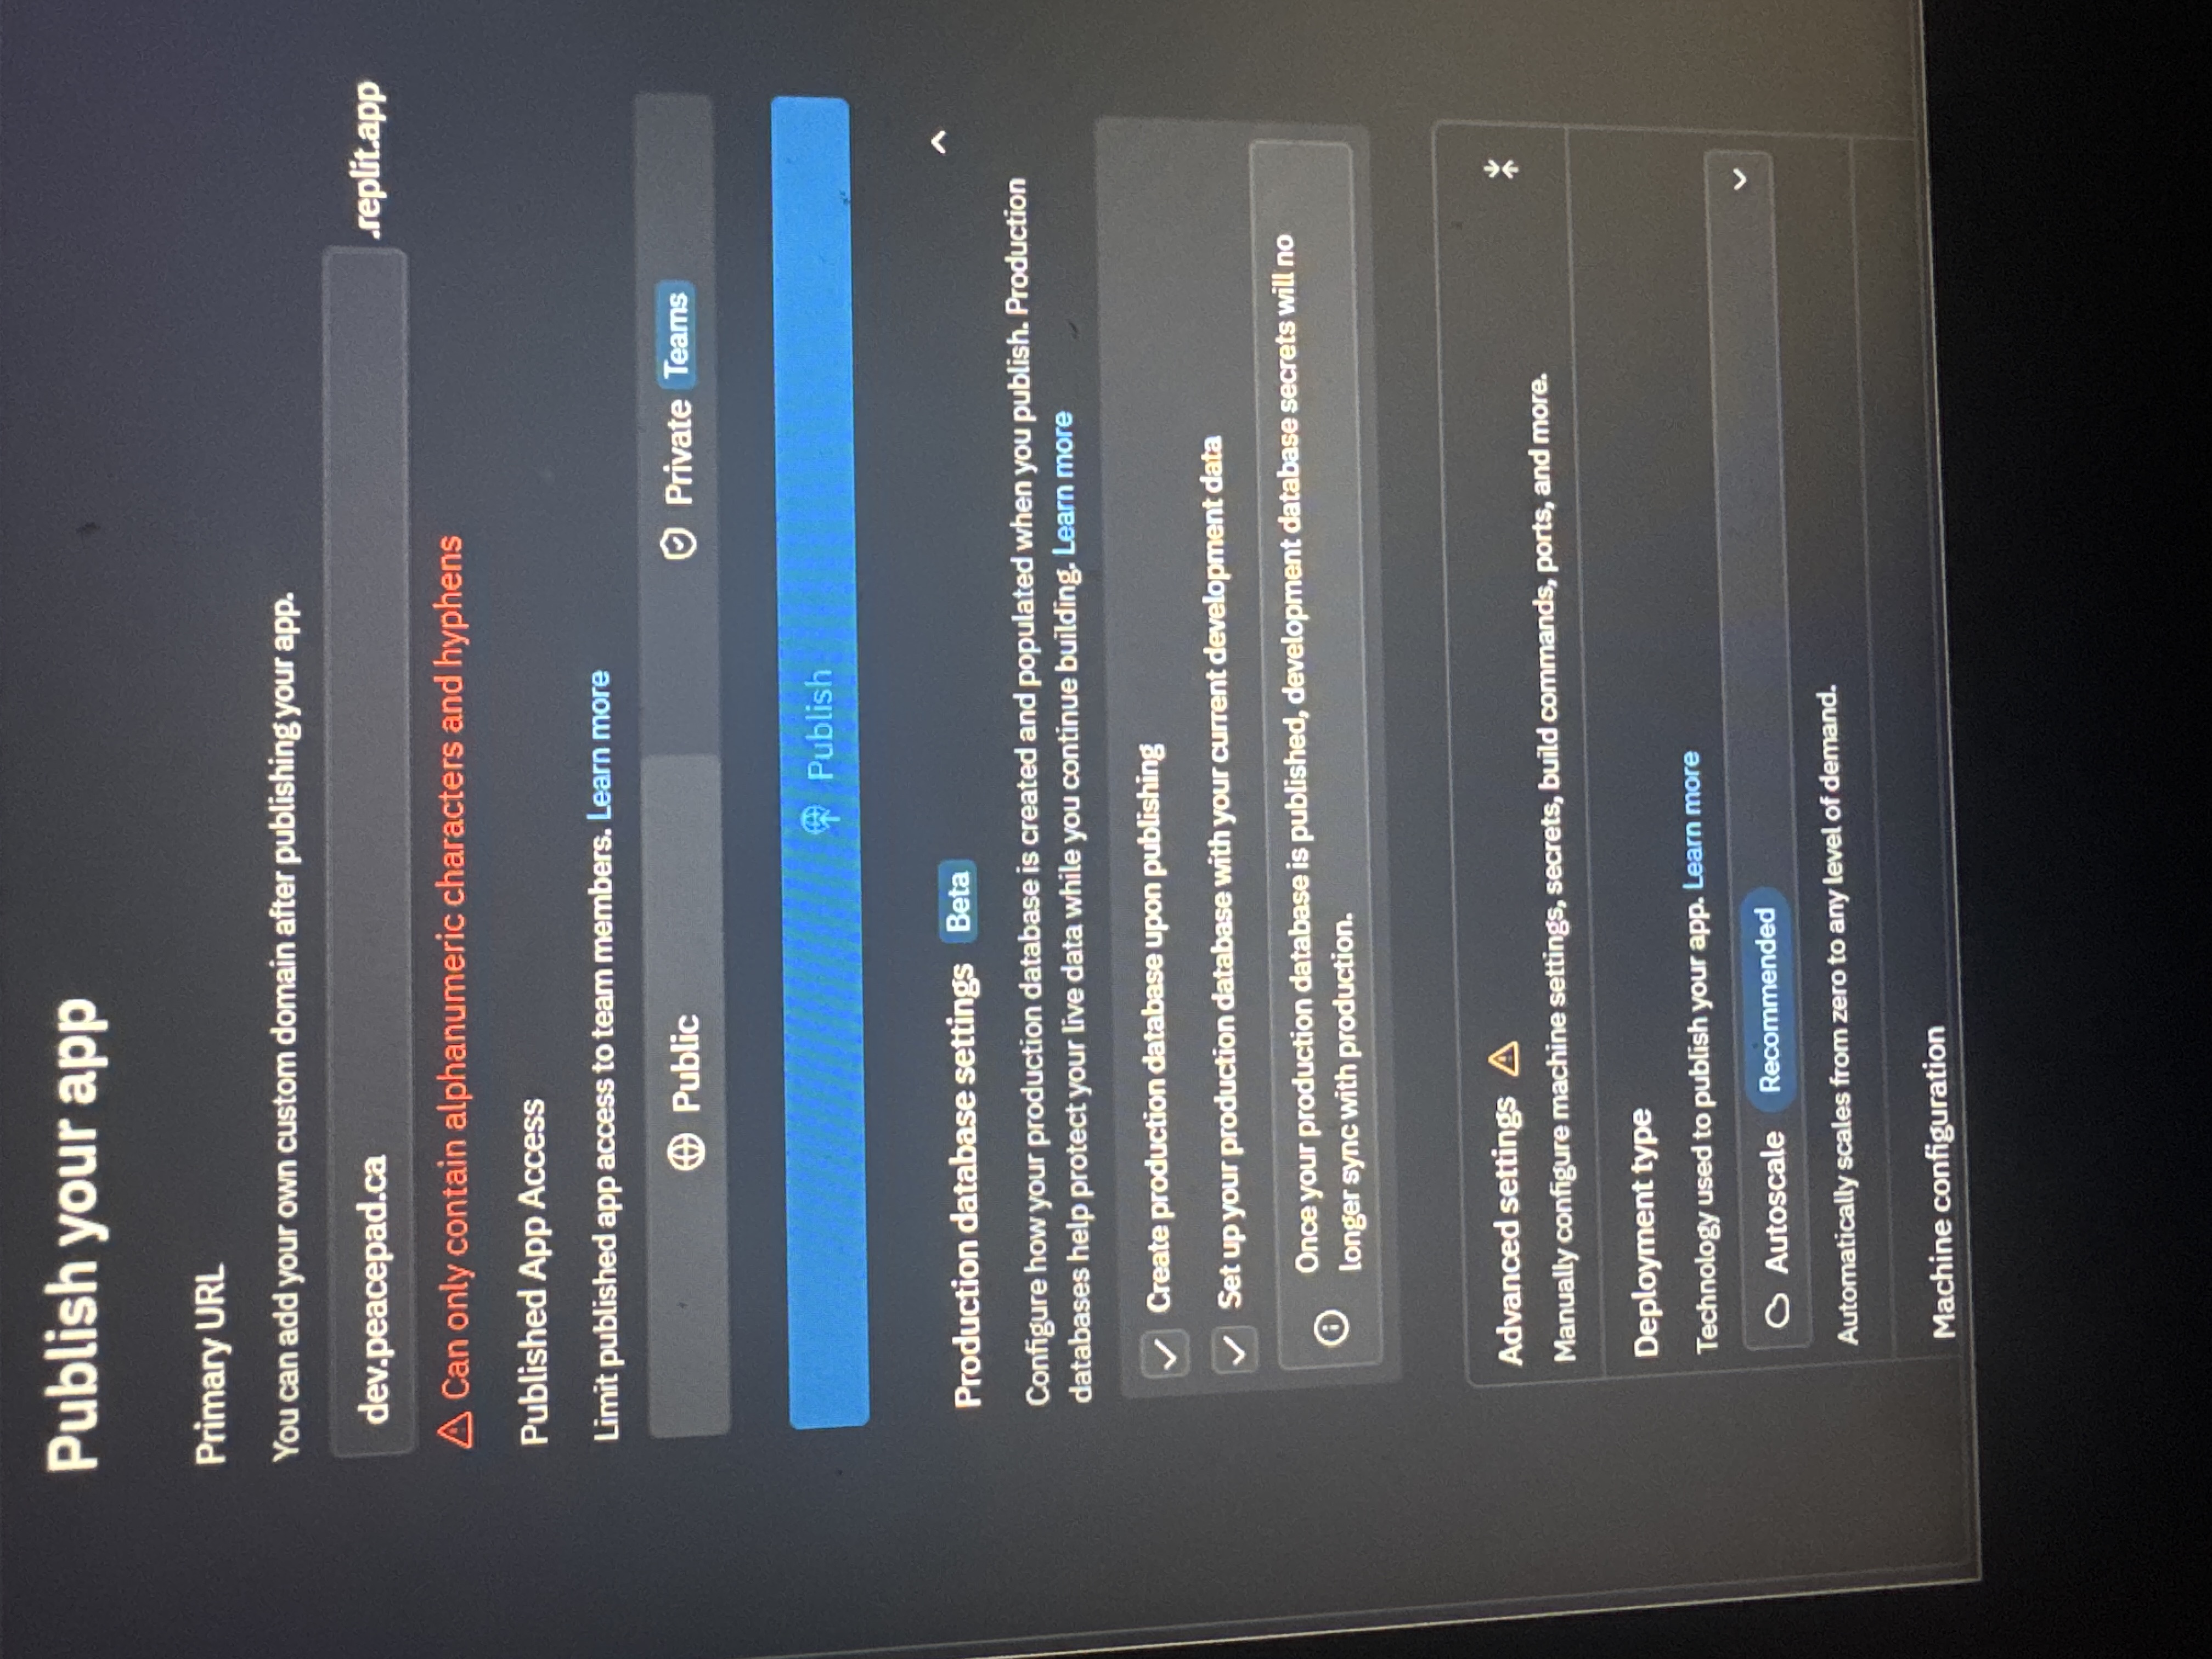 Publish your app
Primary URL
You can add your own custom domain after publishing your app.
dev.peacepad.ca
.replit.app
Can only contain alphanumeric characters and hyphens
Published App Access
Limit published app access to team members. Learn more
Public
Private Teams
Publish
Production database settings Beta
Configure how your production database is created and populated when you publish. Production
databases help protect your live data while you continue building. Learn more
Create production database upon publishing
Set up your production database with your current development data
Once your production database is published, development database secrets will no
longer sync with production.
Advanced settings
Manually configure machine settings, secrets, build commands, ports, and more.
Deployment type
Technology used to publish your app. Learn more
Autoscale Recommended
Automatically scales from zero to any level of demand.
Machine configuration